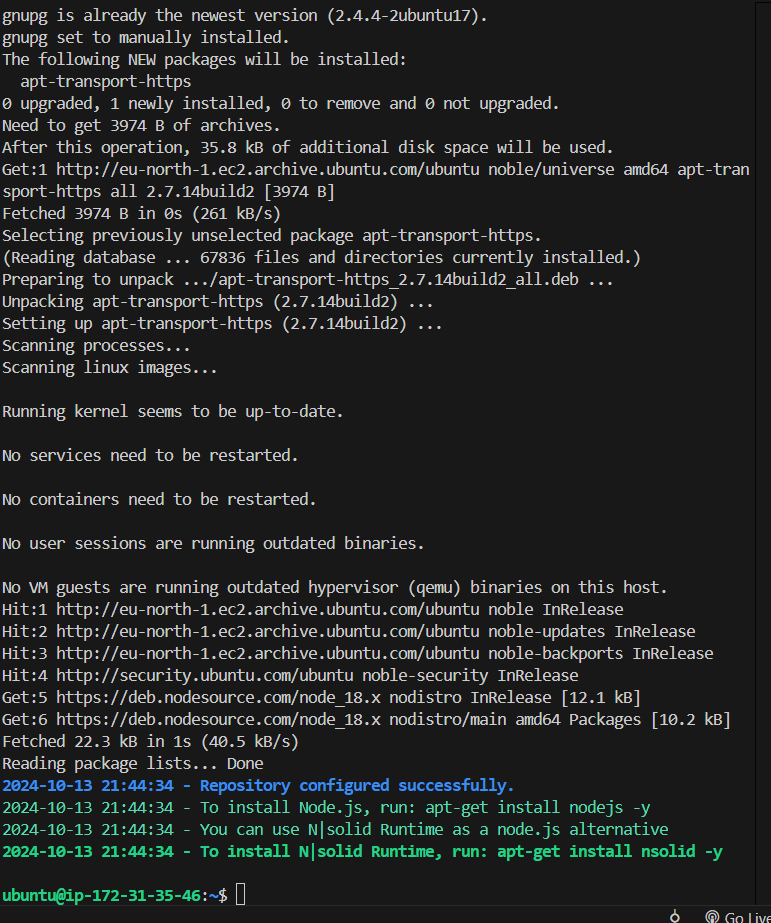 gnupg is already the newest version (2.4.4-2ubuntu17).
gnupg set to manually installed.
The following NEW packages will be installed:
  apt-transport-https
0 upgraded, 1 newly installed, 0 to remove and 0 not upgraded.
Need to get 3974 B of archives.
After this operation, 35.8 kB of additional disk space will be used.
Get:1 http://eu-north-1.ec2.archive.ubuntu.com/ubuntu noble/universe amd64 apt-tran
sport-https all 2.7.14build2 [3974 B]
Fetched 3974 B in 0s (261 kB/s)
Selecting previously unselected package apt-transport-https.
(Reading database ... 67836 files and directories currently installed.)
Preparing to unpack .../apt-transport-https_2.7.14build2_all.deb ...
Unpacking apt-transport-https (2.7.14build2) ...
Setting up apt-transport-https (2.7.14build2) ...
Scanning processes...
Scanning linux images...
Running kernel seems to be up-to-date.
No services need to be restarted.
No containers need to be restarted.
No user sessions are running outdated binaries.
No VM guests are running outdated hypervisor (qemu) binaries on this host.
Hit:1 http://eu-north-1.ec2.archive.ubuntu.com/ubuntu noble InRelease
Hit:2 http://eu-north-1.ec2.archive.ubuntu.com/ubuntu noble-updates InRelease
Hit:3 http://eu-north-1.ec2.archive.ubuntu.com/ubuntu noble-backports InRelease
Hit:4 http://security.ubuntu.com/ubuntu noble-security InRelease
Get:5 https://deb.nodesource.com/node_18.x nodistro InRelease [12.1 kB]
Get:6 https://deb.nodesource.com/node_18.x nodistro/main amd64 Packages [10.2 kB]
Fetched 22.3 kB in 1s (40.5 kB/s)
Reading package lists... Done
2024-10-13 21:44:34 - Repository configured successfully.
2024-10-13 21:44:34 - To install Node.js, run: apt-get install nodejs -y
2024-10-13 21:44:34 - You can use N|solid Runtime as a node.js alternative
2024-10-13 21:44:34 - To install N|solid Runtime, run: apt-get install nsolid -y
ubuntu@ip-172-31-35-46:~$
Go Live